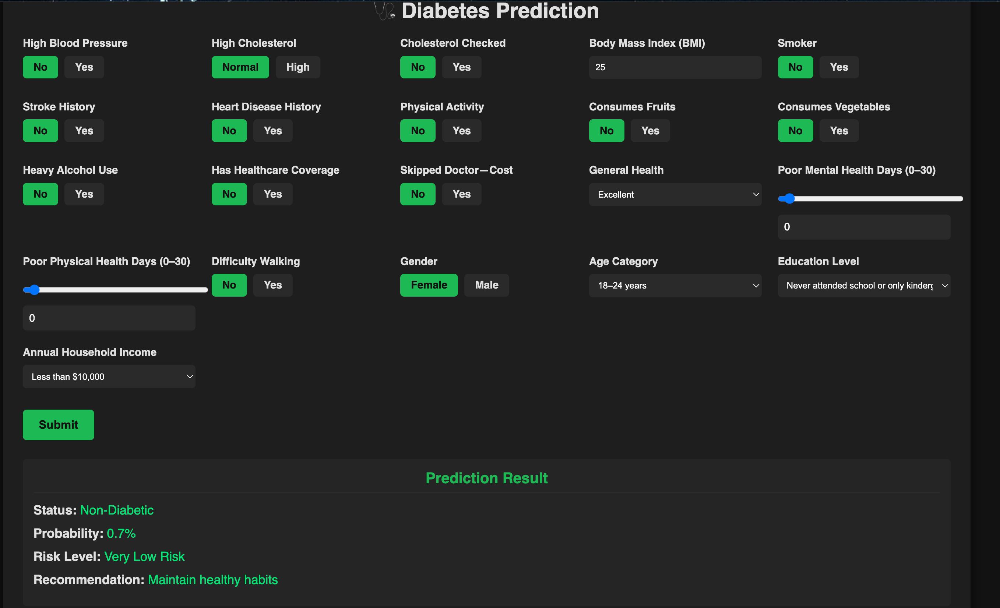 Diabetes Prediction
High Blood Pressure
No Yes
High Cholesterol
Normal High
Cholesterol Checked
No Yes
Body Mass Index (BMI)
25
Smoker
No Yes
Stroke History
No Yes
Heart Disease History
No Yes
Physical Activity
No Yes
Consumes Fruits
No Yes
Consumes Vegetables
No Yes
Heavy Alcohol Use
No Yes
Has Healthcare Coverage
No Yes
Skipped Doctor—Cost
No Yes
General Health
Excellent
Poor Mental Health Days (0–30)
0
Poor Physical Health Days (0–30)
0
Difficulty Walking
No Yes
Gender
Female Male
Age Category
18–24 years
Education Level
Never attended school or only kinderg
Annual Household Income
Less than $10,000
Submit
Prediction Result
Status: Non-Diabetic
Probability: 0.7%
Risk Level: Very Low Risk
Recommendation: Maintain healthy habits